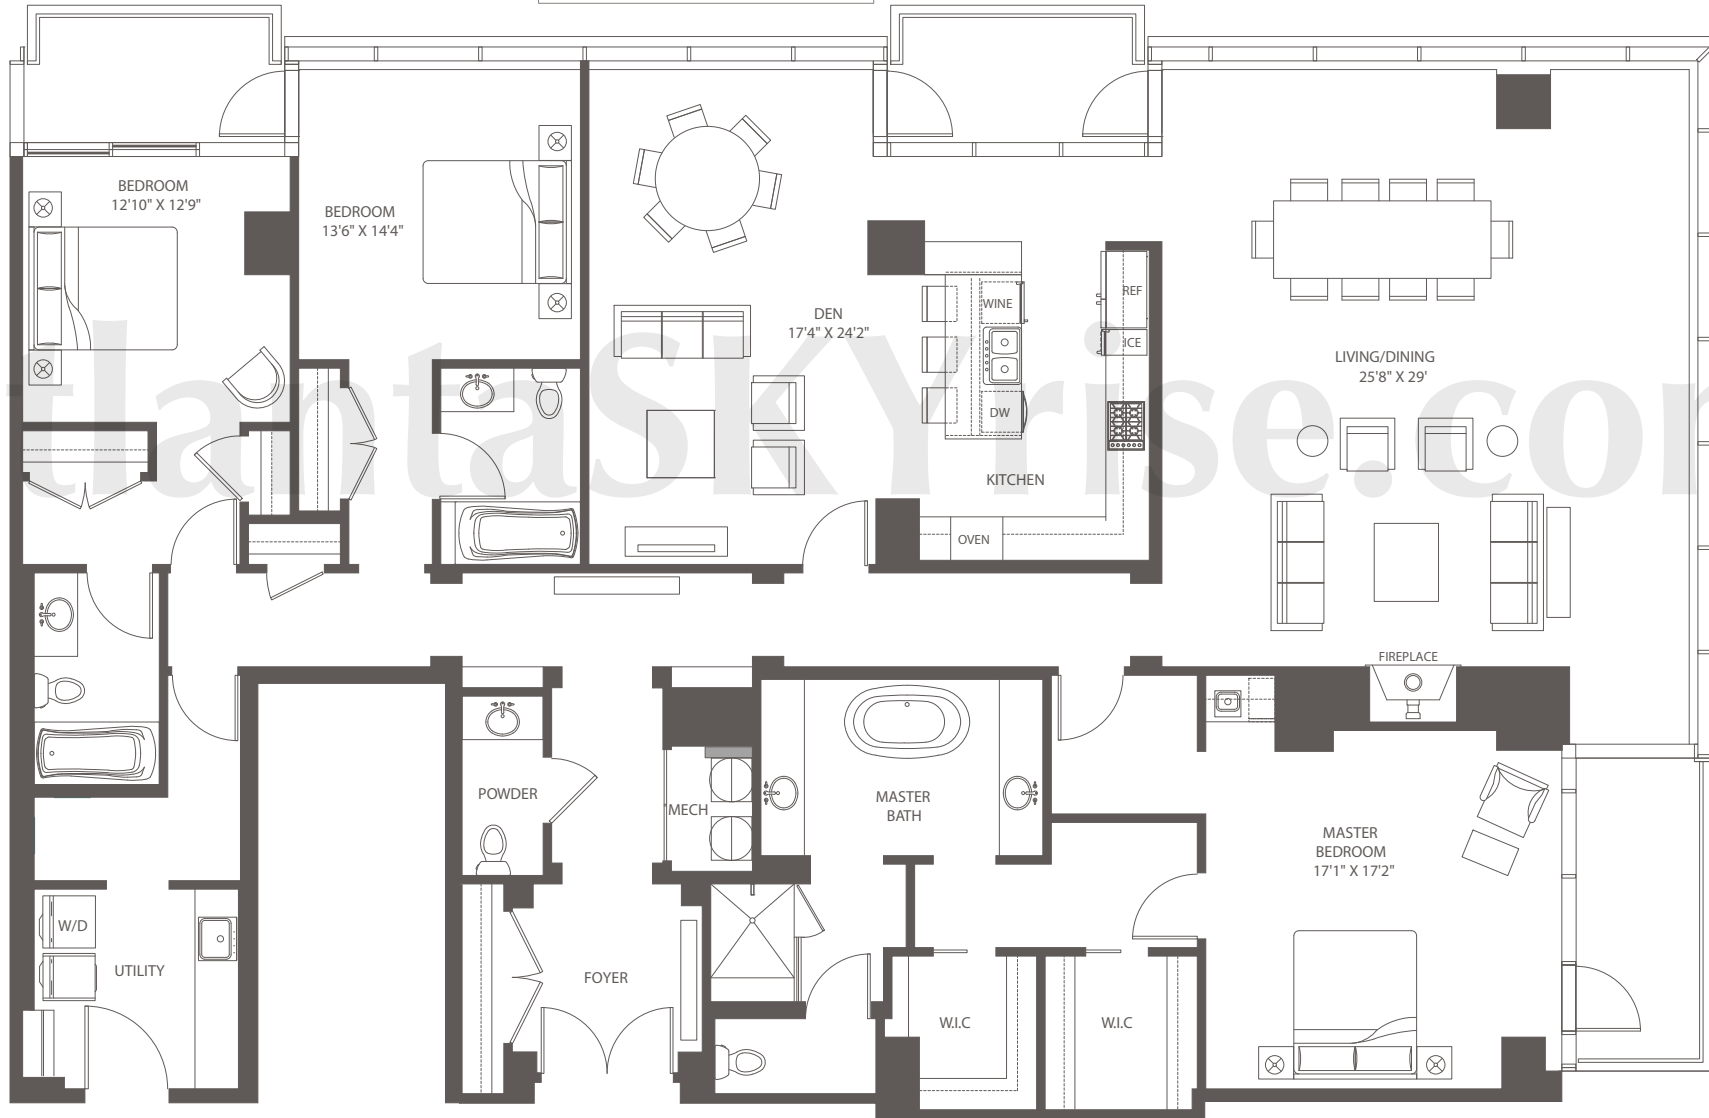 BEDROOM
12'10" X 12'9"
BEDROOM
13'6" X 14'4"
DEN
17'4" X 24'2"
WINE
REF
ICE
DW
KITCHEN
OVEN
LIVING/DINING
25'8" X 29'
tlantaSKYrise.co
FIREPLACE
POWDER
MECH
MASTER
BATH
MASTER
BEDROOM
17'1" X 17'2"
W/D
UTILITY
FOYER
W.I.C
W.I.C